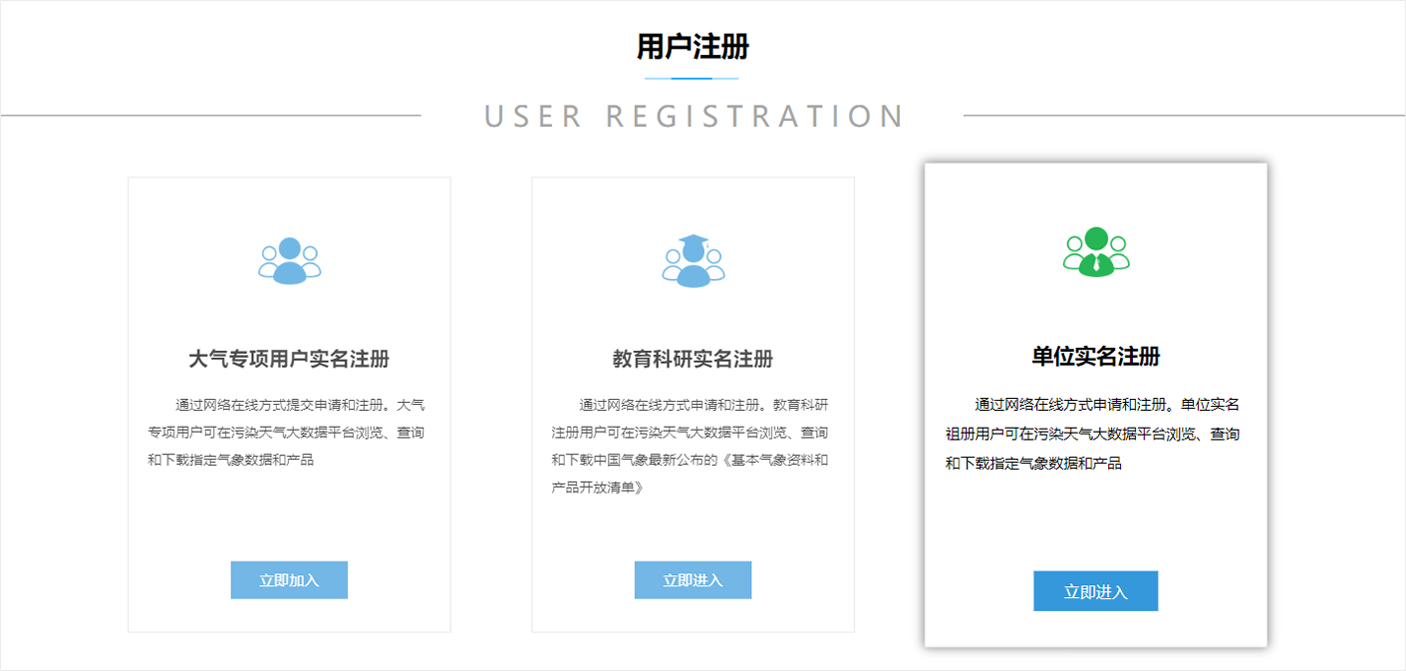 用户注册
USER REGISTRATION
大气专项用户实名注册
通过网络在线方式提交申请和注册。大气
专项用户可在污染天气大数据平台浏览、查询
和下载指定气象数据和产品
立即加入
教育科研实名注册
通过网络在线方式申请和注册。教育科研
注册用户可在污染天气大数据平台浏览、查询
和下载中国气象最新公布的《基本气象资料和
产品开放清单》
立即进入
单位实名注册
通过网络在线方式申请和注册。单位实名
祖册用户可在污染天气大数据平台浏览、查询
和下载指定气象数据和产品
立即进入